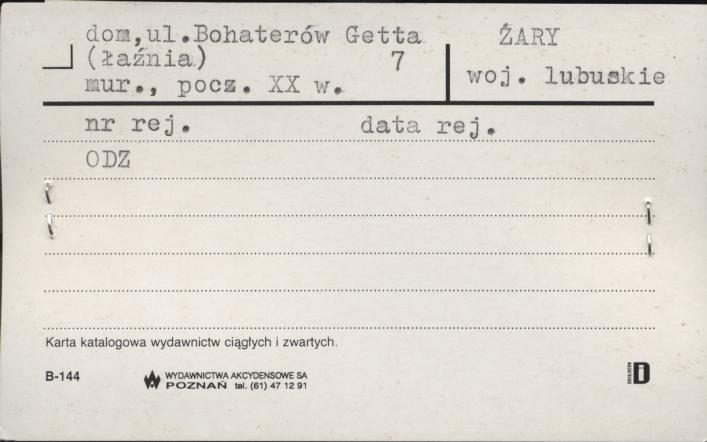 dom,ul.Bohaterów Getta
(łaźnia) 7
mur., pocz. XX w.
ŻARY
woj. lubuskie
nr rej. data rej.
ODZ
Karta katalogowa wydawnictw ciągłych i zwartych.
B-144
WYDAWNICTWA AKCYDENSOWE SA
POZNAŃ tel. (61) 47 12 91